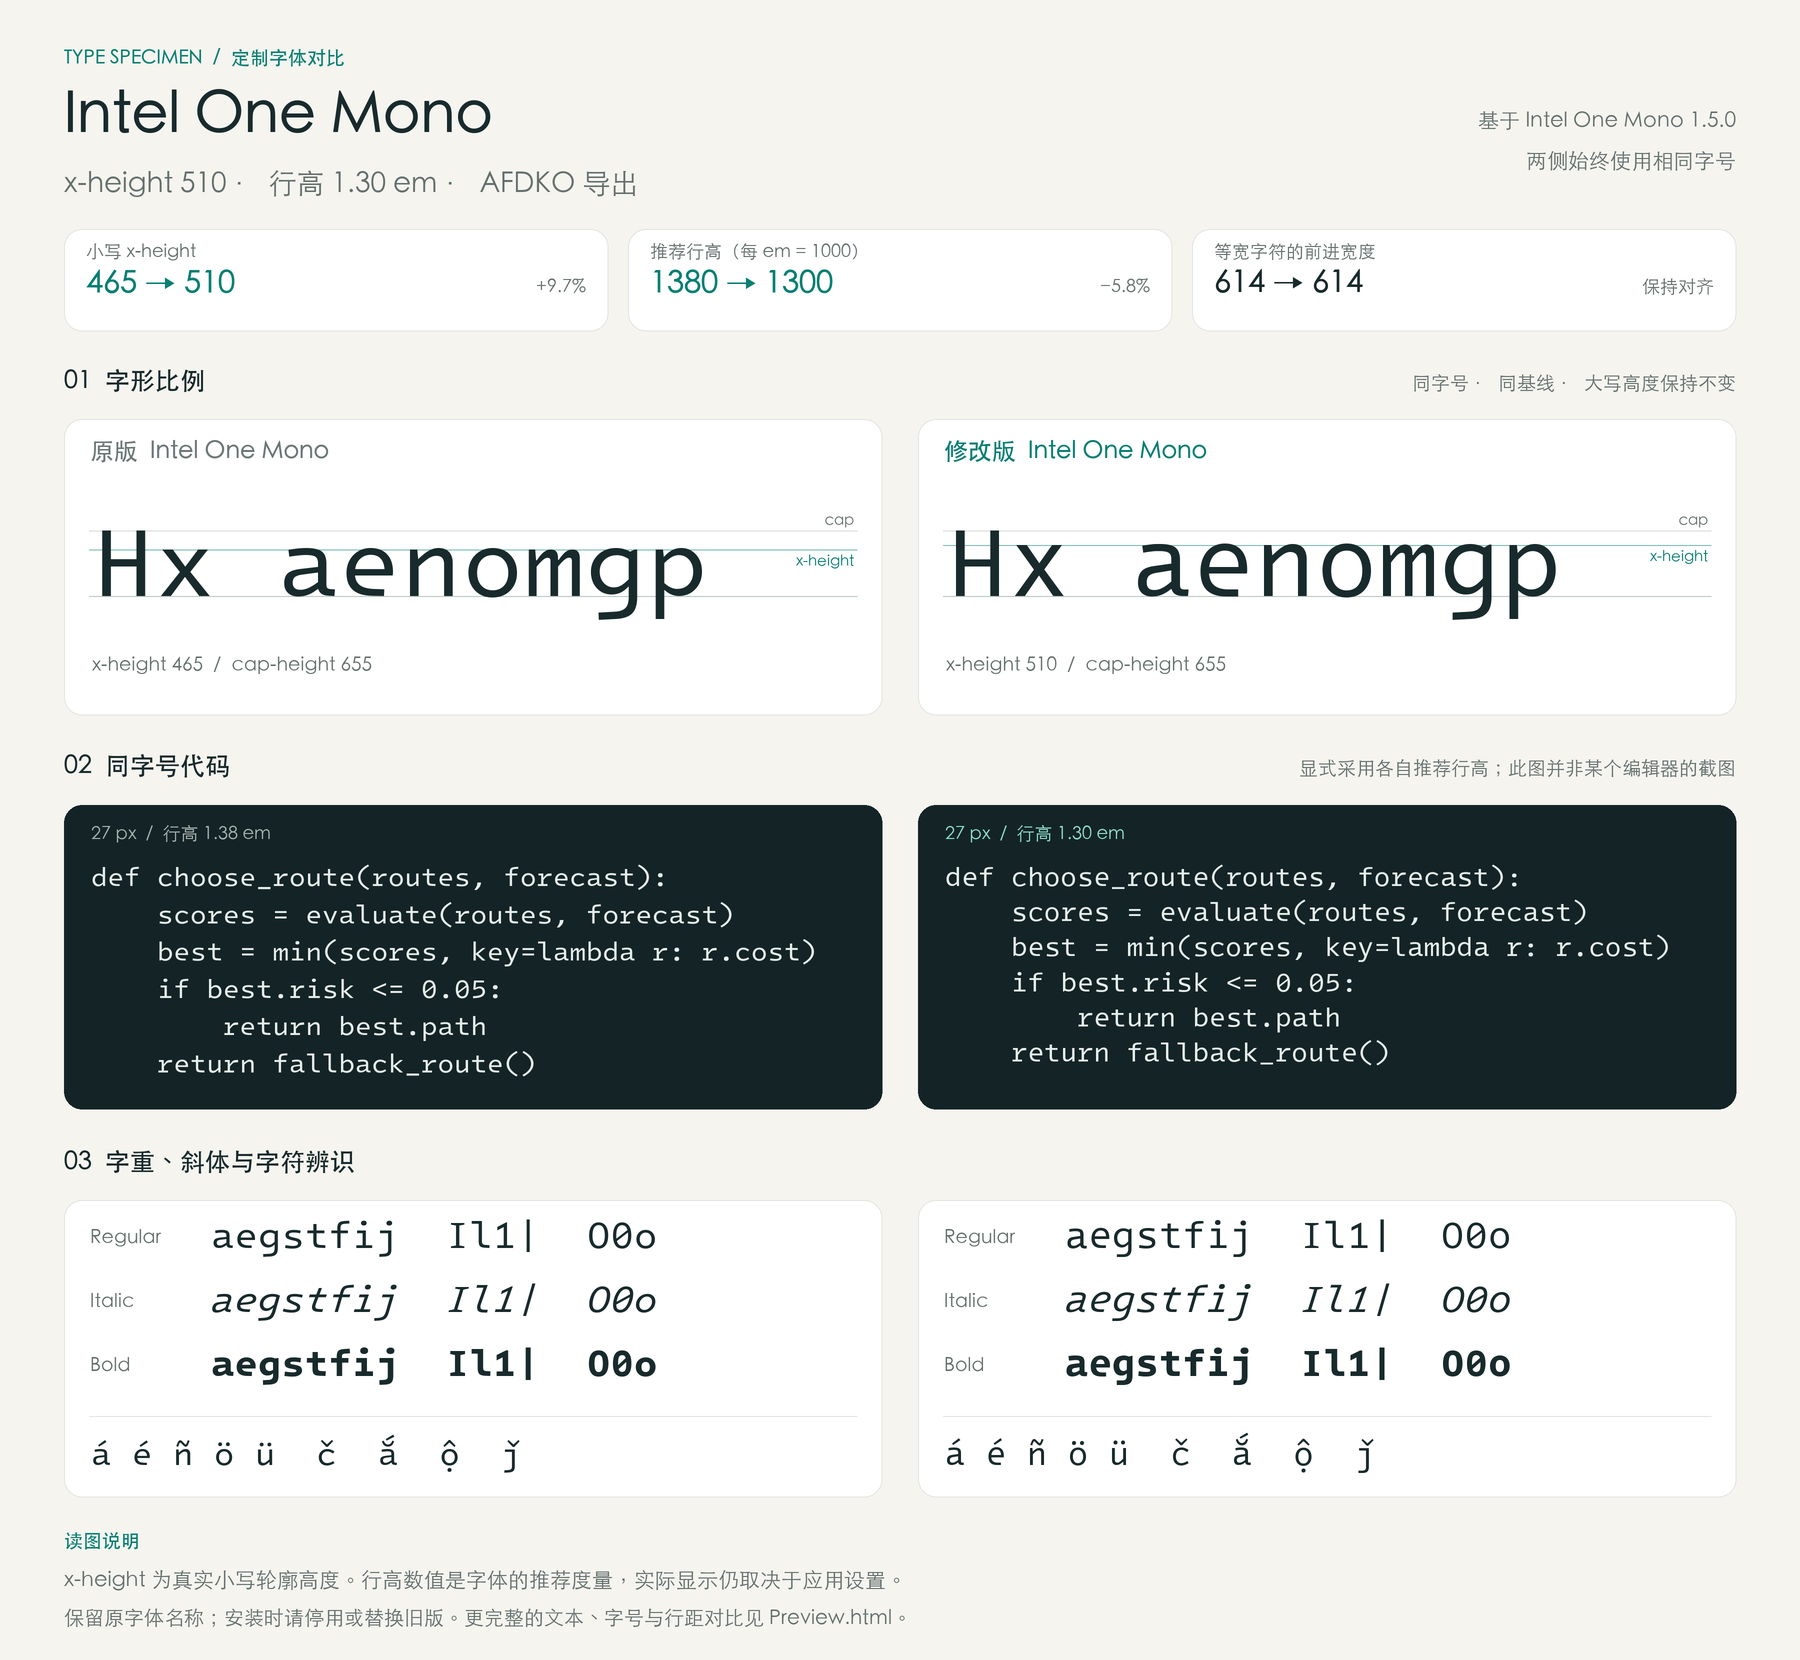 TYPE SPECIMEN / 定制字体对比
Intel One Mono
基于 Intel One Mono 1.5.0
两侧始终使用相同字号
x-height 510 · 行高 1.30 em · AFDKO 导出
小写 x-height
465 → 510
+9.7%
推荐行高（每 em = 1000）
1380 → 1300
−5.8%
等宽字符的前进宽度
614 → 614
保持对齐
01 字形比例
同字号 · 同基线 · 大写高度保持不变
原版 Intel One Mono
cap
x-height
Hx aenomgp
x-height 465 / cap-height 655
修改版 Intel One Mono
cap
x-height
Hx aenomgp
x-height 510 / cap-height 655
02 同字号代码
显式采用各自推荐行高；此图并非某个编辑器的截图
27 px / 行高 1.38 em
def choose_route(routes, forecast):
    scores = evaluate(routes, forecast)
    best = min(scores, key=lambda r: r.cost)
    if best.risk <= 0.05:
        return best.path
    return fallback_route()
27 px / 行高 1.30 em
def choose_route(routes, forecast):
    scores = evaluate(routes, forecast)
    best = min(scores, key=lambda r: r.cost)
    if best.risk <= 0.05:
        return best.path
    return fallback_route()
03 字重、斜体与字符辨识
Regular aegstfij Il1| O0o
Italic aegstfij Il1| O0o
Bold aegstfij Il1| O0o
á é ñ ö ü č ắ ộ ǰ
Regular aegstfij Il1| O0o
Italic aegstfij Il1| O0o
Bold aegstfij Il1| O0o
á é ñ ö ü č ắ ộ ǰ
读图说明
x-height 为真实小写轮廓高度。行高数值是字体的推荐度量，实际显示仍取决于应用设置。
保留原字体名称；安装时请停用或替换旧版。更完整的文本、字号与行距对比见 Preview.html。